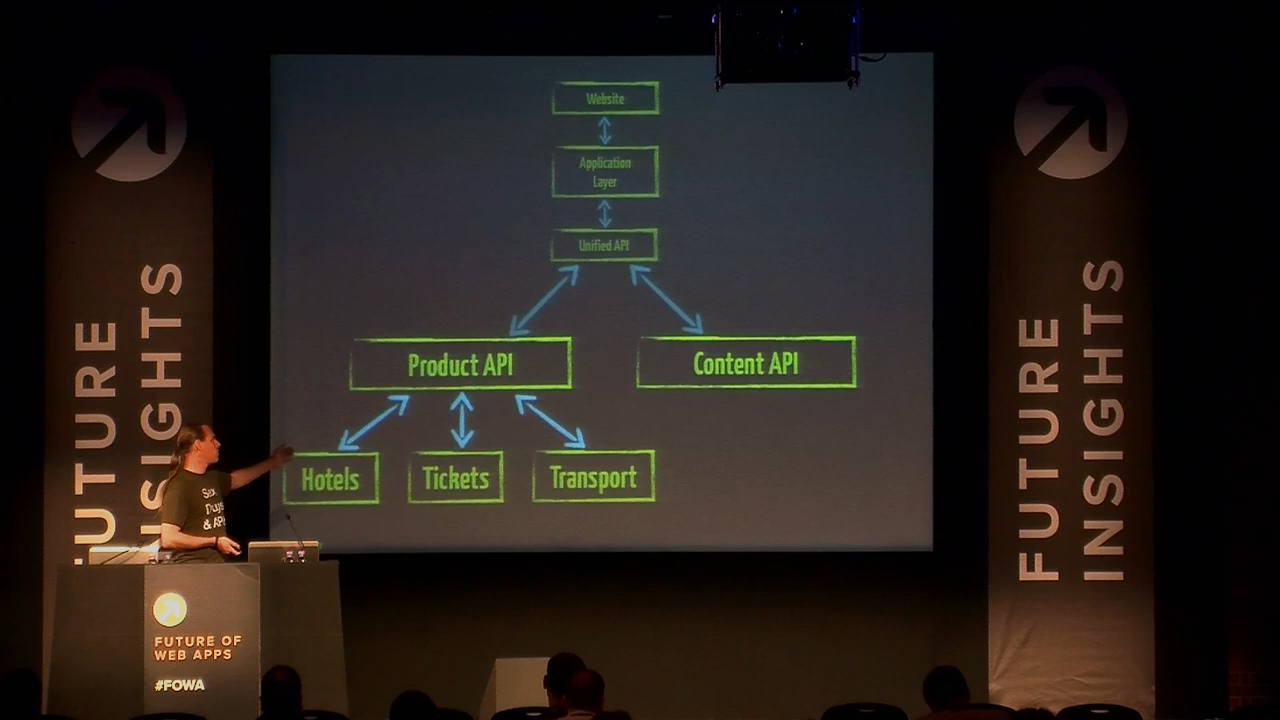 Website
Application
Layer
Unified API
Product API
Content API
Hotels
Tickets
Transport
FUTURE
INSIGHTS
FUTURE
INSIGHTS
& API
FUTURE OF
WEB APPS
#FOWA